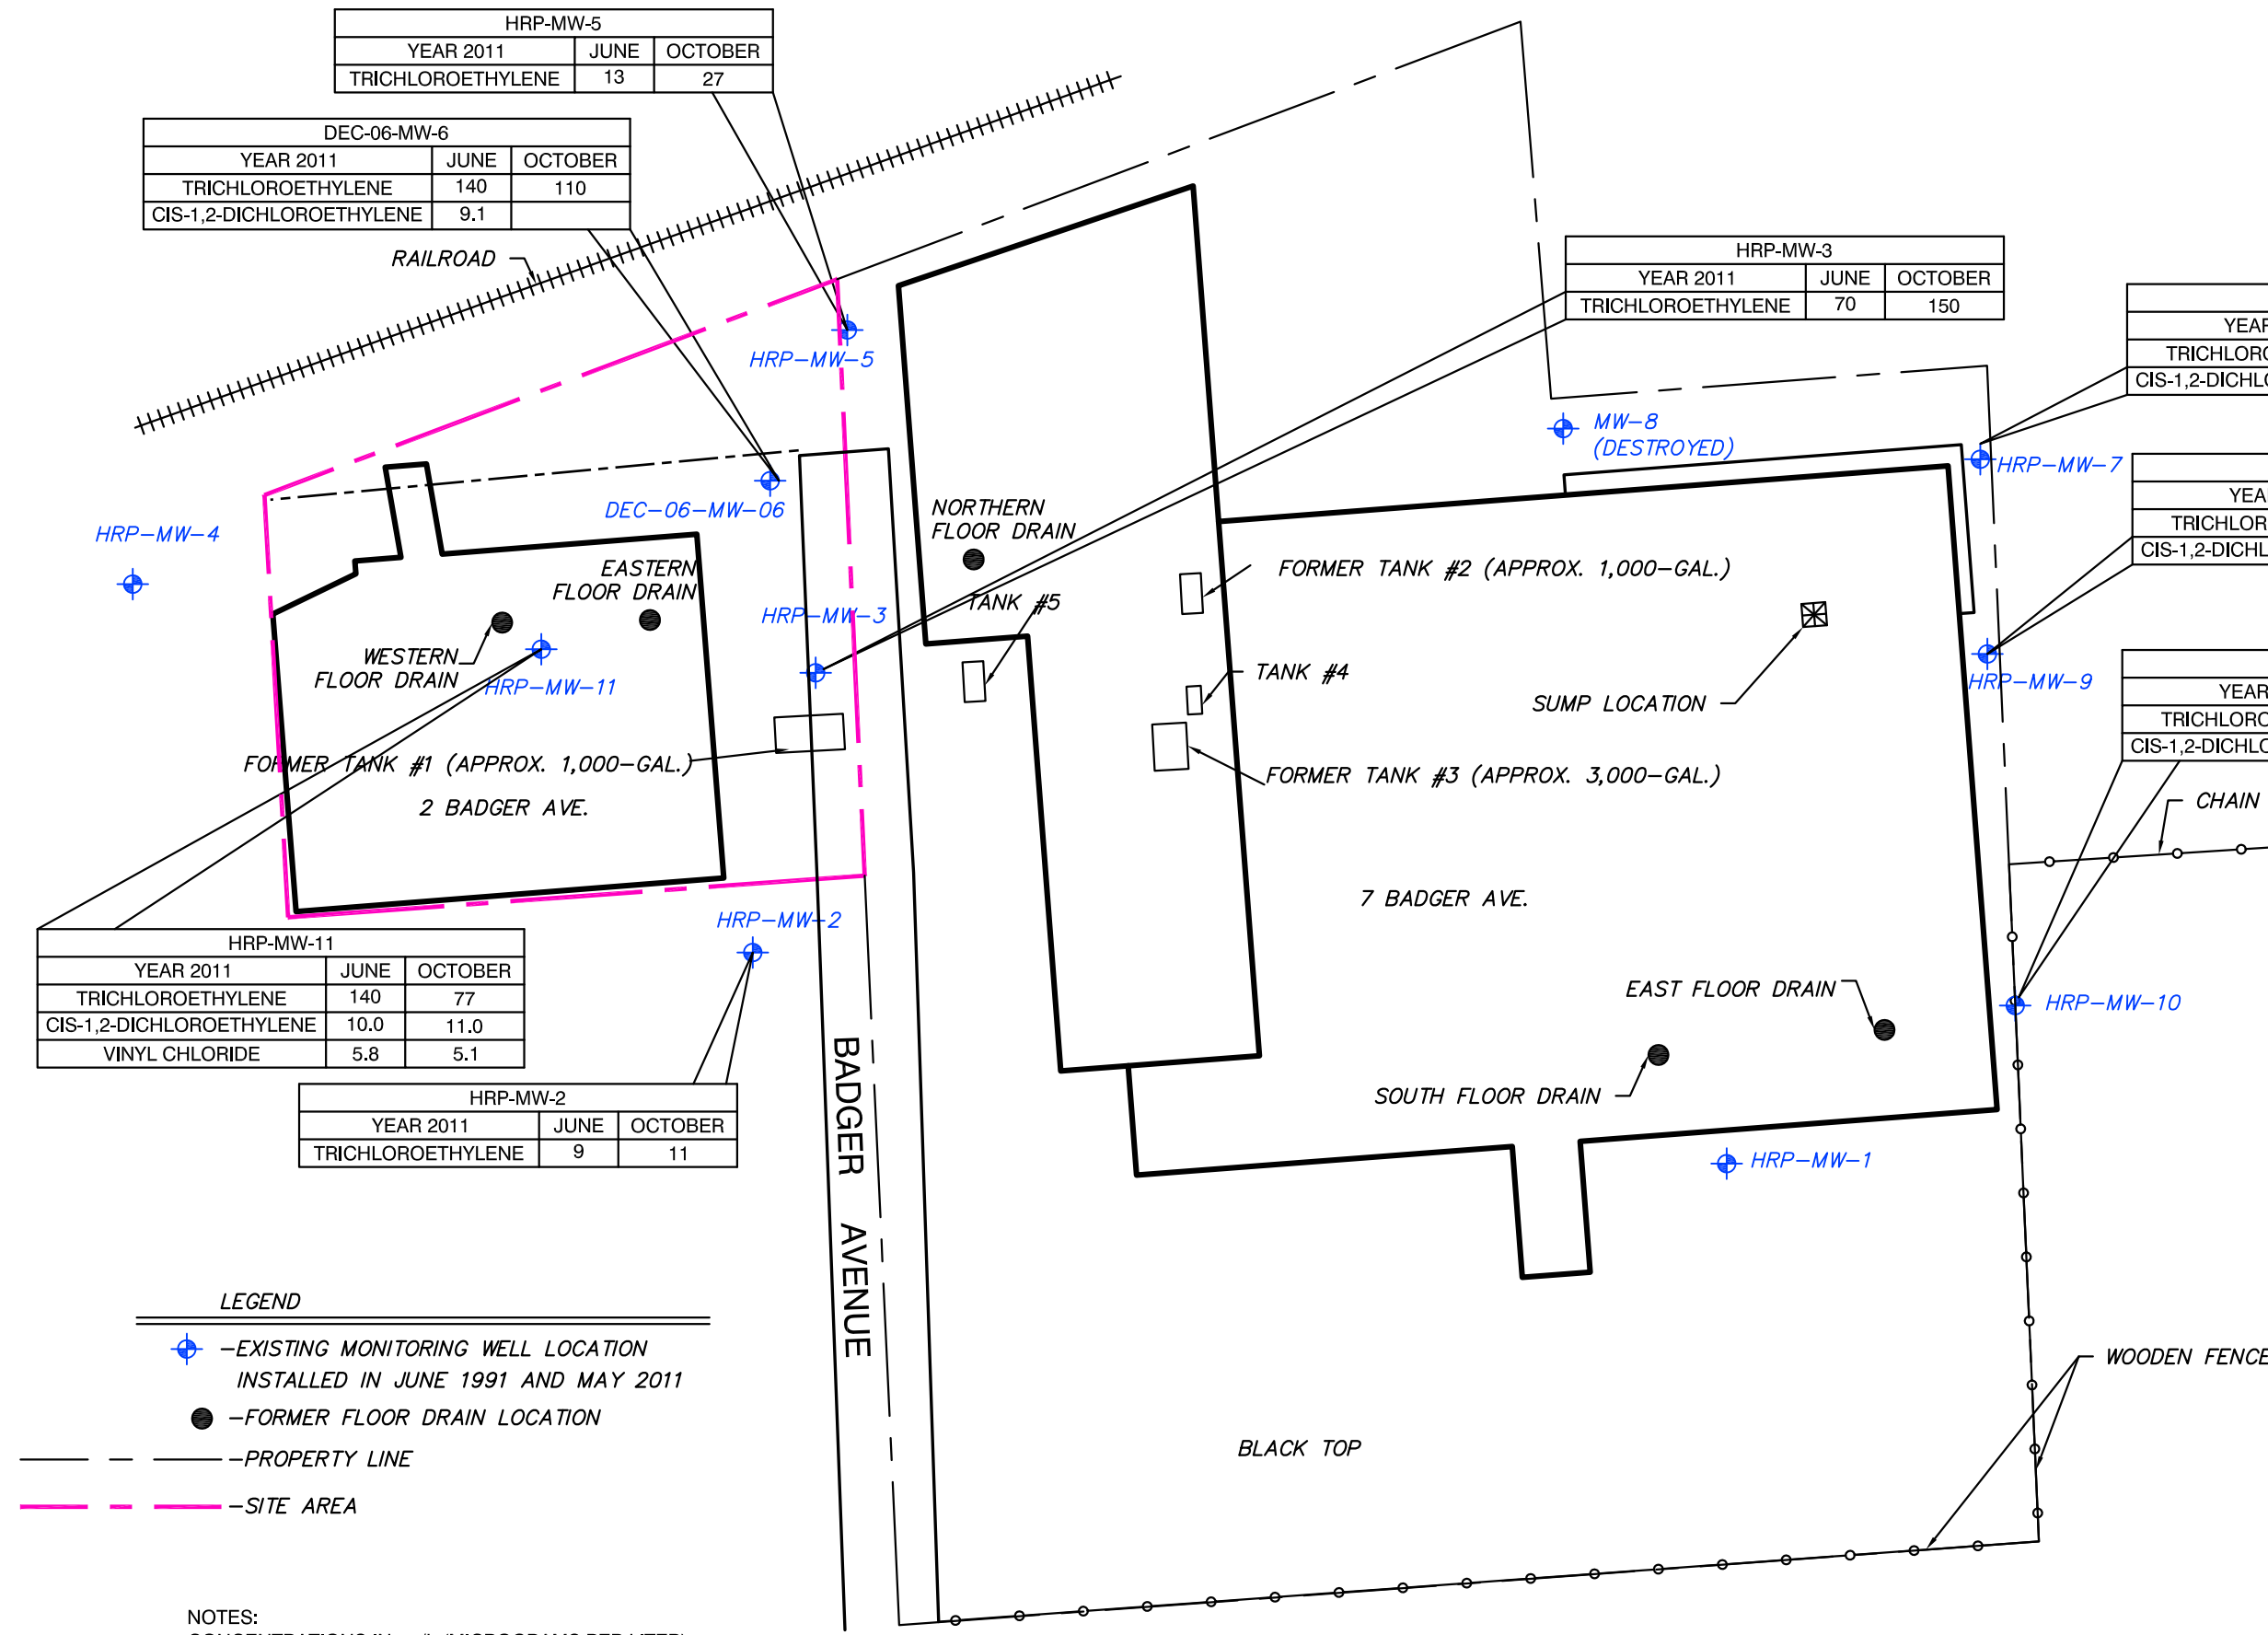 HRP-MW-5
YEAR 2011 JUNE OCTOBER
TRICHLOROETHYLENE 13 27
DEC-06-MW-6
YEAR 2011 JUNE OCTOBER
TRICHLOROETHYLENE 140 110
CIS-1,2-DICHLOROETHYLENE 9.1
RAILROAD
HRP-MW-3
YEAR 2011 JUNE OCTOBER
TRICHLOROETHYLENE 70 150
HRP-MW-5
MW-8
(DESTROYED)
HRP-MW-7
CIS-1,2-DICHL
HRP-MW-4
DEC-06-MW-06
NORTHERN
FLOOR DRAIN
EASTERN
FLOOR DRAIN
FORMER TANK #2 (APPROX. 1,000-GAL.)
TANK #5
HRP-MW-3
WESTERN
FLOOR DRAIN
HRP-MW-11
TANK #4
SUMP LOCATION
HRP-MW-9
FORMER TANK #1 (APPROX. 1,000-GAL.)
FORMER TANK #3 (APPROX. 3,000-GAL.)
2 BADGER AVE.
CHAIN
7 BADGER AVE.
HRP-MW-2
HRP-MW-11
YEAR 2011 JUNE OCTOBER
TRICHLOROETHYLENE 140 77
CIS-1,2-DICHLOROETHYLENE 10.0 11.0
VINYL CHLORIDE 5.8 5.1
EAST FLOOR DRAIN
HRP-MW-10
SOUTH FLOOR DRAIN
HRP-MW-2
YEAR 2011 JUNE OCTOBER
TRICHLOROETHYLENE 9 11
HRP-MW-1
BADGER AVENUE
LEGEND
-EXISTING MONITORING WELL LOCATION
INSTALLED IN JUNE 1991 AND MAY 2011
-FORMER FLOOR DRAIN LOCATION
-PROPERTY LINE
-SITE AREA
WOODEN FENCE
BLACK TOP
NOTES: